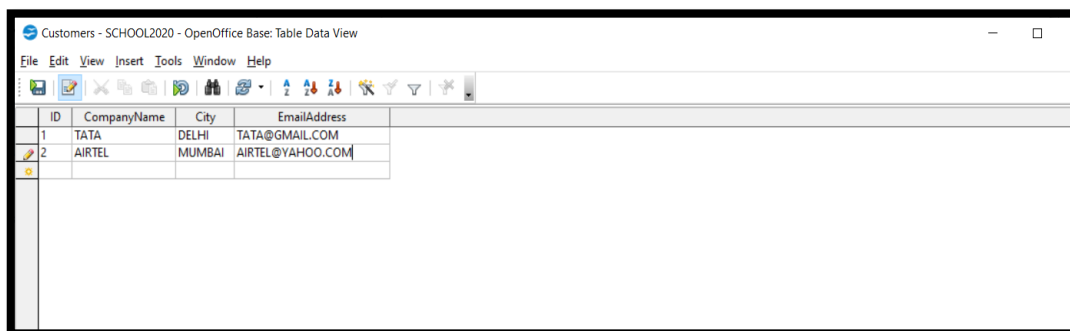 Customers - SCHOOL2020 - OpenOffice Base: Table Data View
File Edit View Insert Tools Window Help
ID CompanyName City EmailAddress
1 TATA DELHI TATA@GMAIL.COM
2 AIRTEL MUMBAI AIRTEL@YAHOO.COM